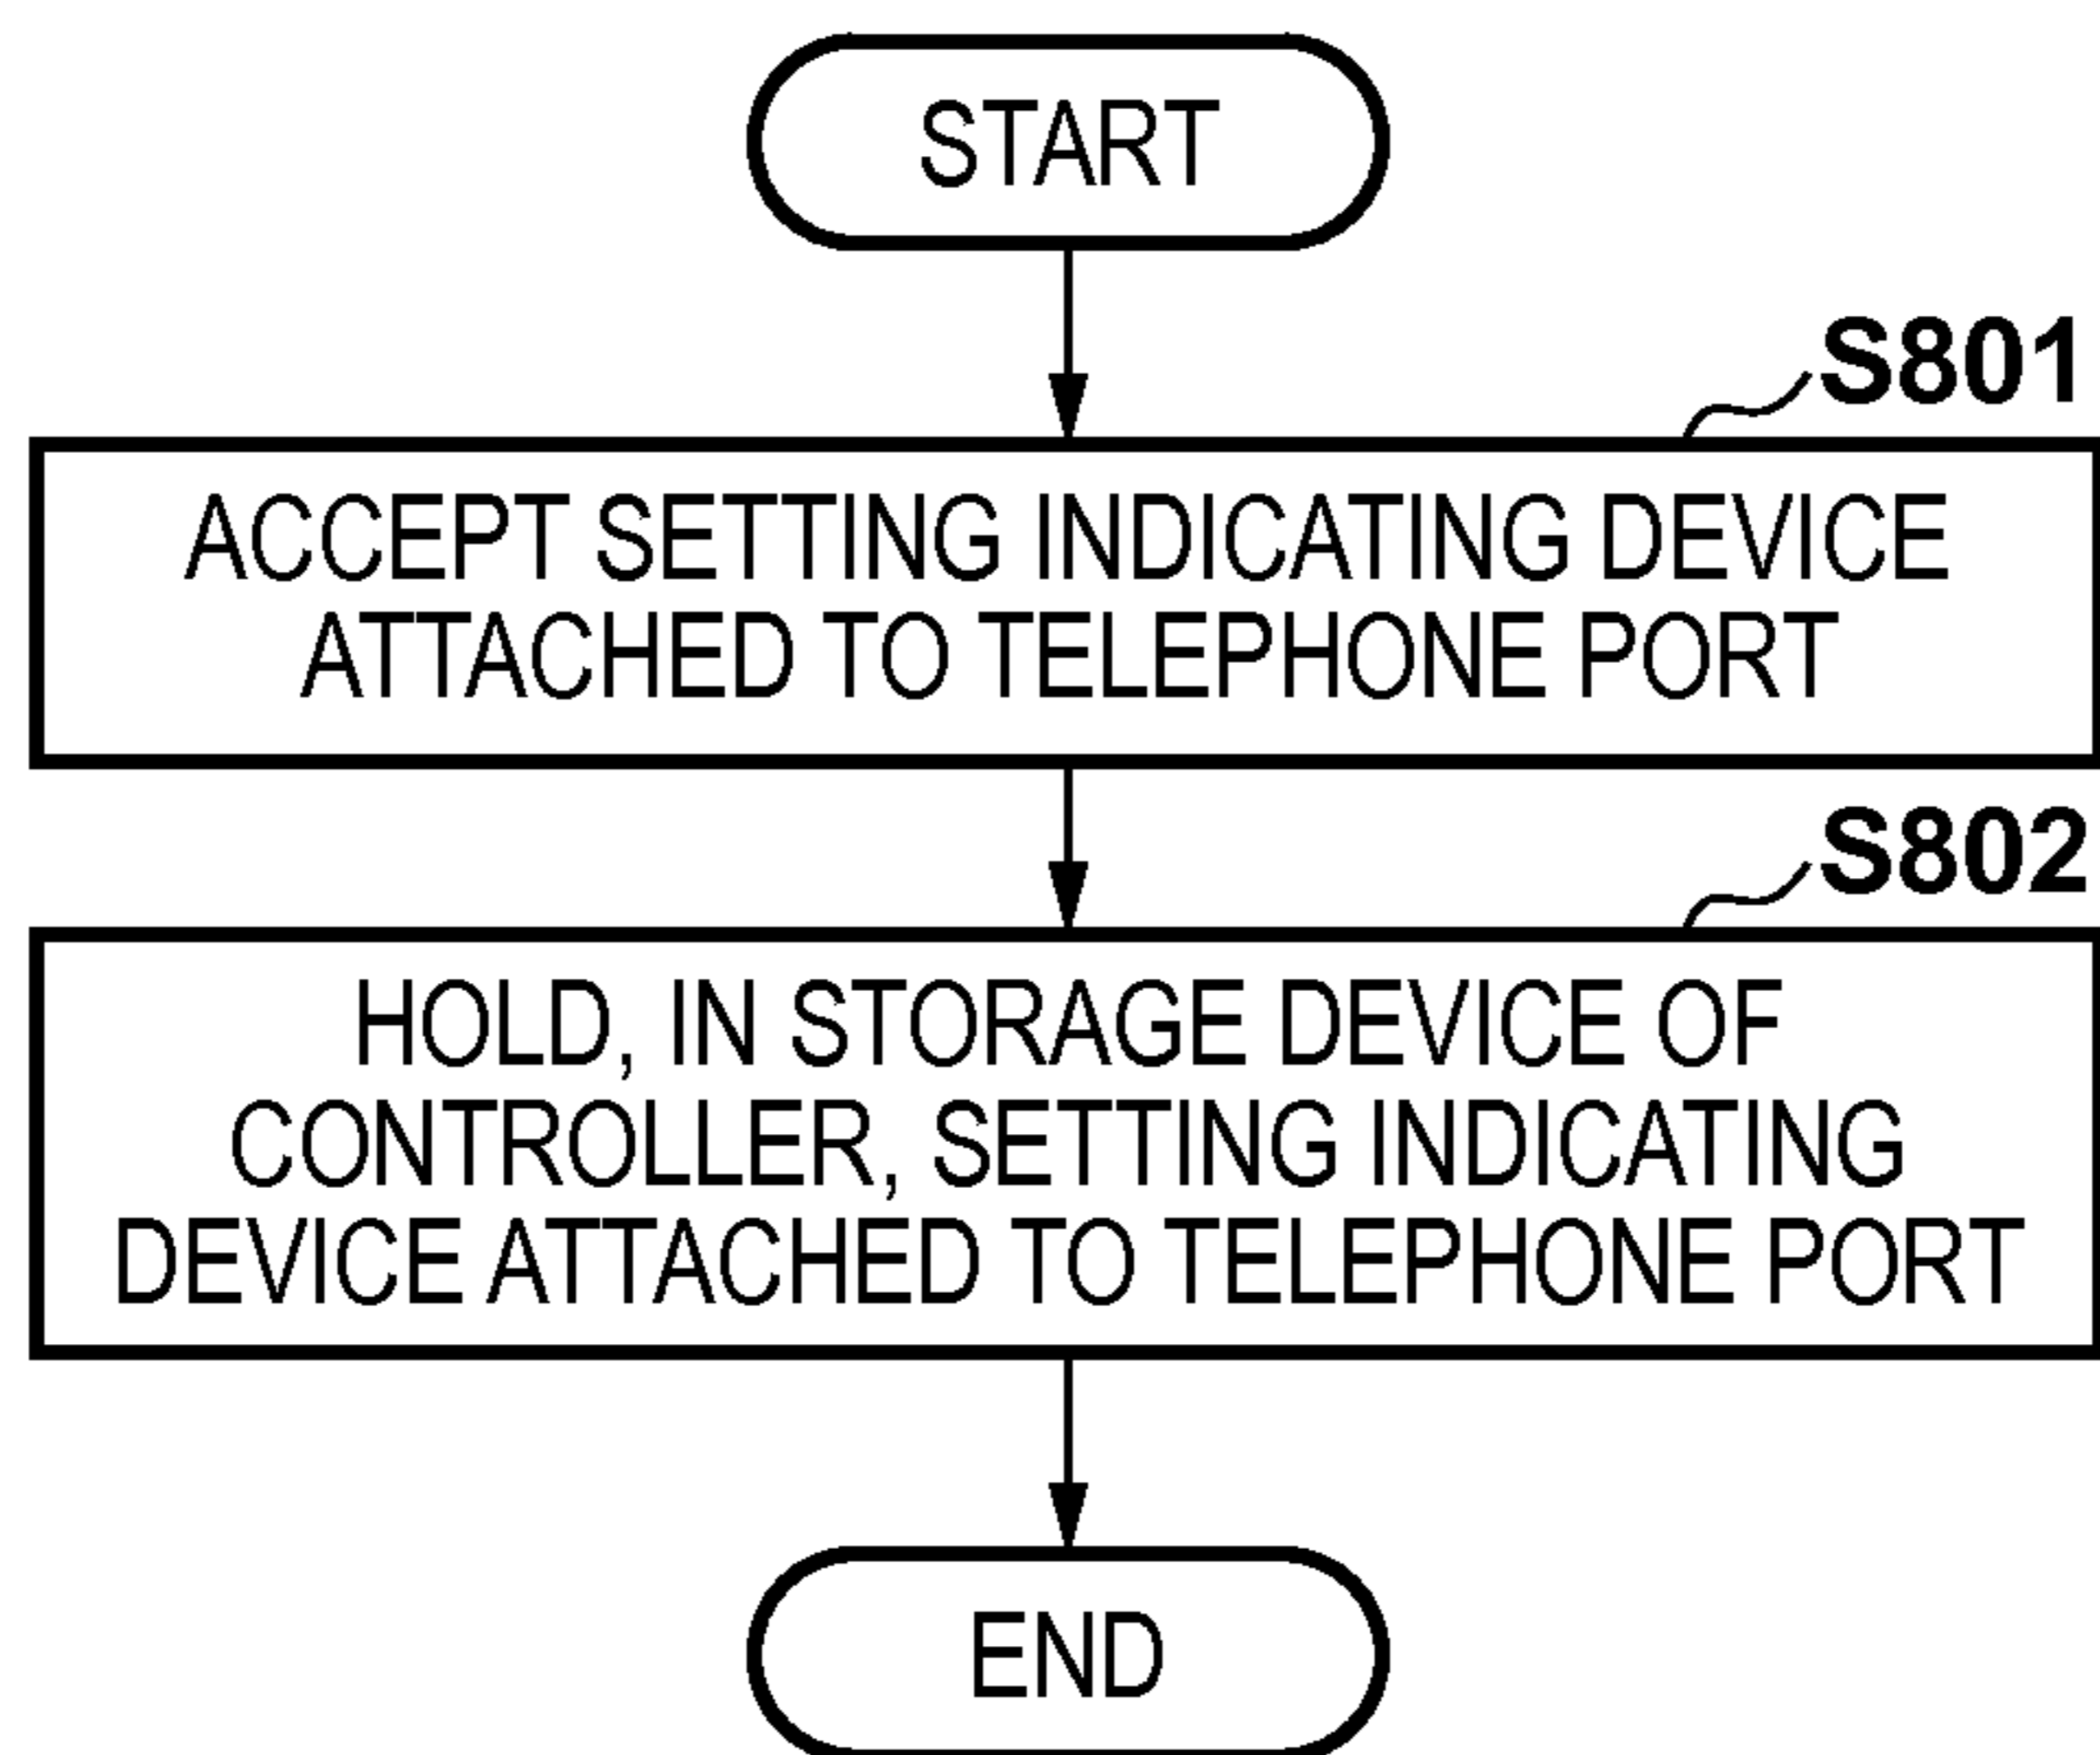 START
S801
ACCEPT SETTING INDICATING DEVICE
ATTACHED TO TELEPHONE PORT
S802
HOLD, IN STORAGE DEVICE OF
CONTROLLER, SETTING INDICATING
DEVICE ATTACHED TO TELEPHONE PORT
END